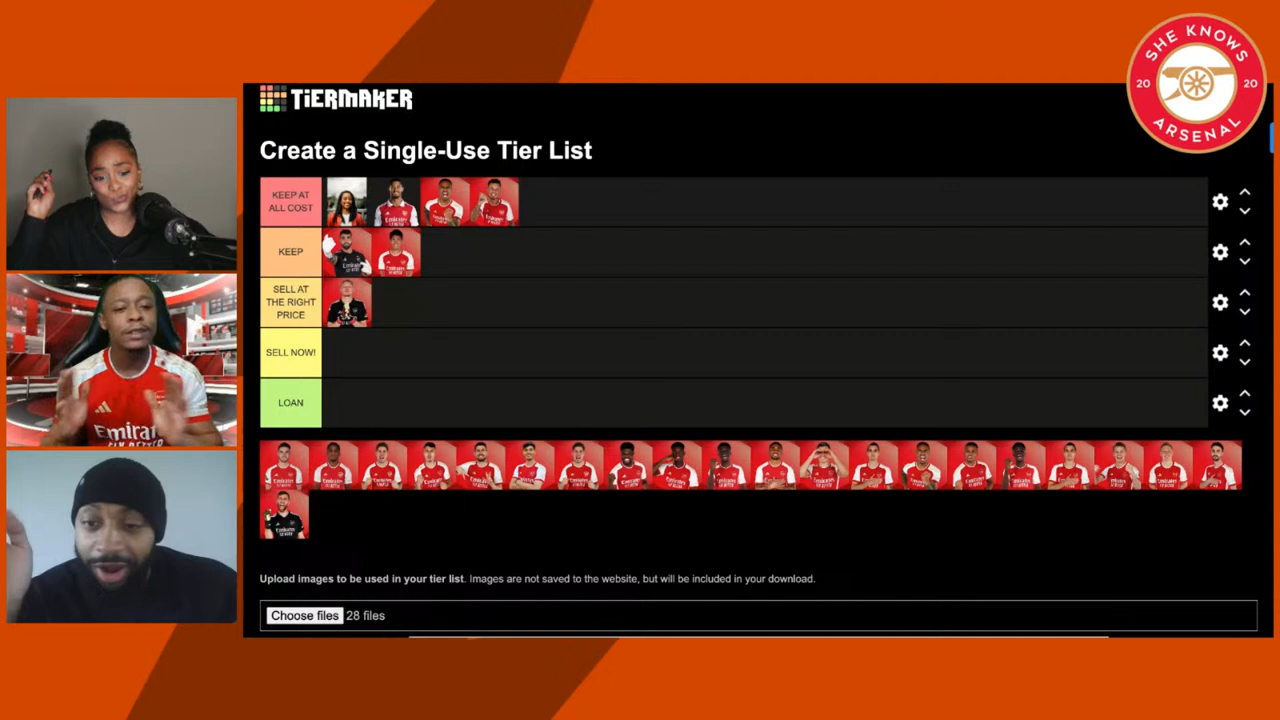 SHE KNOWS
20 20
ARSENAL
TiERMAKER
Create a Single-Use Tier List
KEEP AT
ALL COST
KEEP
SELL AT
THE RIGHT
PRICE
SELL NOW!
LOAN
Emirates
Upload images to be used in your tier list. Images are not saved to the website, but will be included in your download.
Choose files 28 files